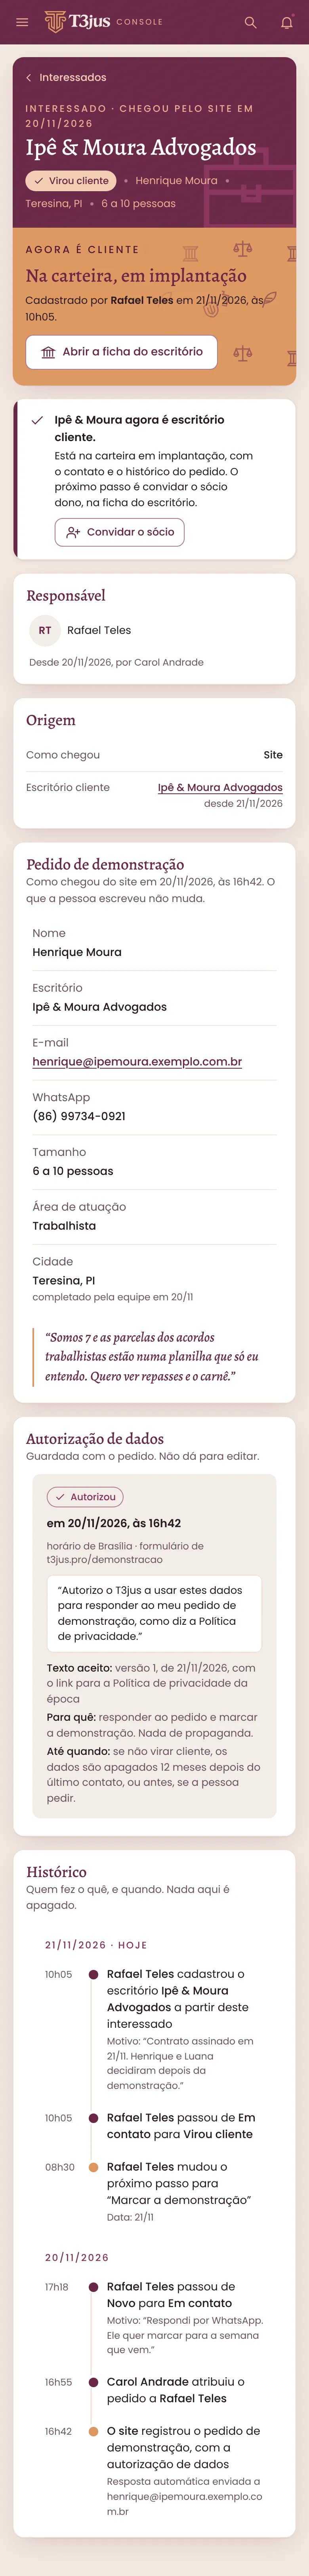 T3jus CONSOLE
Interessados
INTERESSADO · CHEGOU PELO SITE EM
20/11/2026
Ipê & Moura Advogados
Virou cliente • Henrique Moura •
Teresina, PI • 6 a 10 pessoas
AGORA É CLIENTE
Na carteira, em implantação
Cadastrado por Rafael Teles em 21/11/2026, às
10h05.
Abrir a ficha do escritório
Ipê & Moura agora é escritório
cliente.
Está na carteira em implantação, com
o contato e o histórico do pedido. O
próximo passo é convidar o sócio
dono, na ficha do escritório.
Convidar o sócio
Responsável
RT Rafael Teles
Desde 20/11/2026, por Carol Andrade
Origem
Como chegou Site
Escritório cliente Ipê & Moura Advogados
desde 21/11/2026
Pedido de demonstração
Como chegou do site em 20/11/2026, às 16h42. O
que a pessoa escreveu não muda.
Nome
Henrique Moura
Escritório
Ipê & Moura Advogados
E-mail
henrique@ipemoura.exemplo.com.br
WhatsApp
(86) 99734-0921
Tamanho
6 a 10 pessoas
Área de atuação
Trabalhista
Cidade
Teresina, PI
completado pela equipe em 20/11
“Somos 7 e as parcelas dos acordos
trabalhistas estão numa planilha que só eu
entendo. Quero ver repasses e o carnê.”
Autorização de dados
Guardada com o pedido. Não dá para editar.
Autorizou
em 20/11/2026, às 16h42
horário de Brasília · formulário de
t3jus.pro/demonstracao
“Autorizo o T3jus a usar estes dados
para responder ao meu pedido de
demonstração, como diz a Política
de privacidade.”
Texto aceito: versão 1, de 21/11/2026, com
o link para a Política de privacidade da
época
Para quê: responder ao pedido e marcar
a demonstração. Nada de propaganda.
Até quando: se não virar cliente, os
dados são apagados 12 meses depois do
último contato, ou antes, se a pessoa
pedir.
Histórico
Quem fez o quê, e quando. Nada aqui é
apagado.
21/11/2026 · HOJE
10h05 Rafael Teles cadastrou o
escritório Ipê & Moura
Advogados a partir deste
interessado
Motivo: “Contrato assinado em
21/11. Henrique e Luana
decidiram depois da
demonstração.”
10h05 Rafael Teles passou de Em
contato para Virou cliente
08h30 Rafael Teles mudou o
próximo passo para
“Marcar a demonstração”
Data: 21/11
20/11/2026
17h18 Rafael Teles passou de
Novo para Em contato
Motivo: “Respondi por WhatsApp.
Ele quer marcar para a semana
que vem.”
16h55 Carol Andrade atribuiu o
pedido a Rafael Teles
16h42 O site registrou o pedido de
demonstração, com a
autorização de dados
Resposta automática enviada a
henrique@ipemoura.exemplo.co
m.br